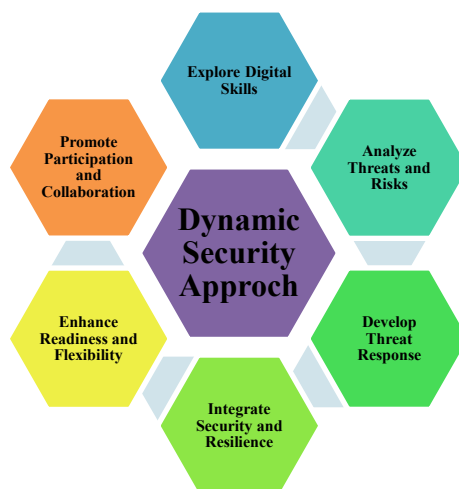 Explore Digital
Skills
Analyze
Threats and
Risks
Develop
Threat
Response
Integrate
Security and
Resilience
Enhance
Readiness and
Flexibility
Promote
Participation
and
Collaboration
Dynamic
Security
Approch